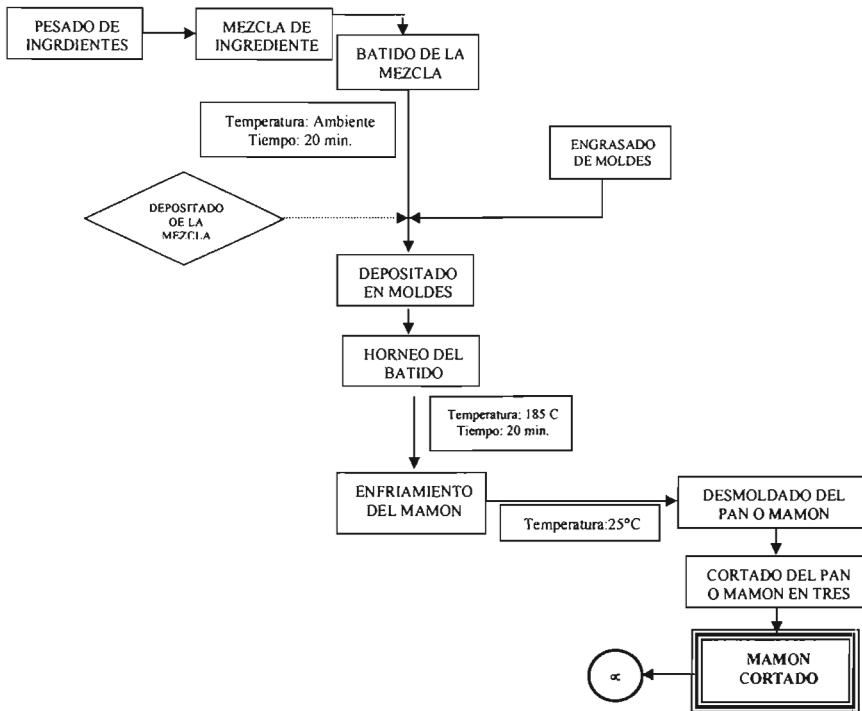 PESADO DE
INGRDIENTES
MEZCLA DE
INGREDIENTE
BATIDO DE LA
MEZCLA
Temperatura: Ambiente
Tiempo: 20 min.
ENGRASADO
DE MOLDES
DEPOSITADO
OE LA
MEZCLA
DEPOSITADO
EN MOLDES
HORNEO DEL
BATIDO
Temperatura: 185 C
Tiempo: 20 min.
ENFRIAMIENTO
DEL MAMON
Temperatura:25°C
DESMOLDADO DEL
PAN O MAMON
CORTADO DEL PAN
O MAMON EN TRES
MAMON
CORTADO
∝